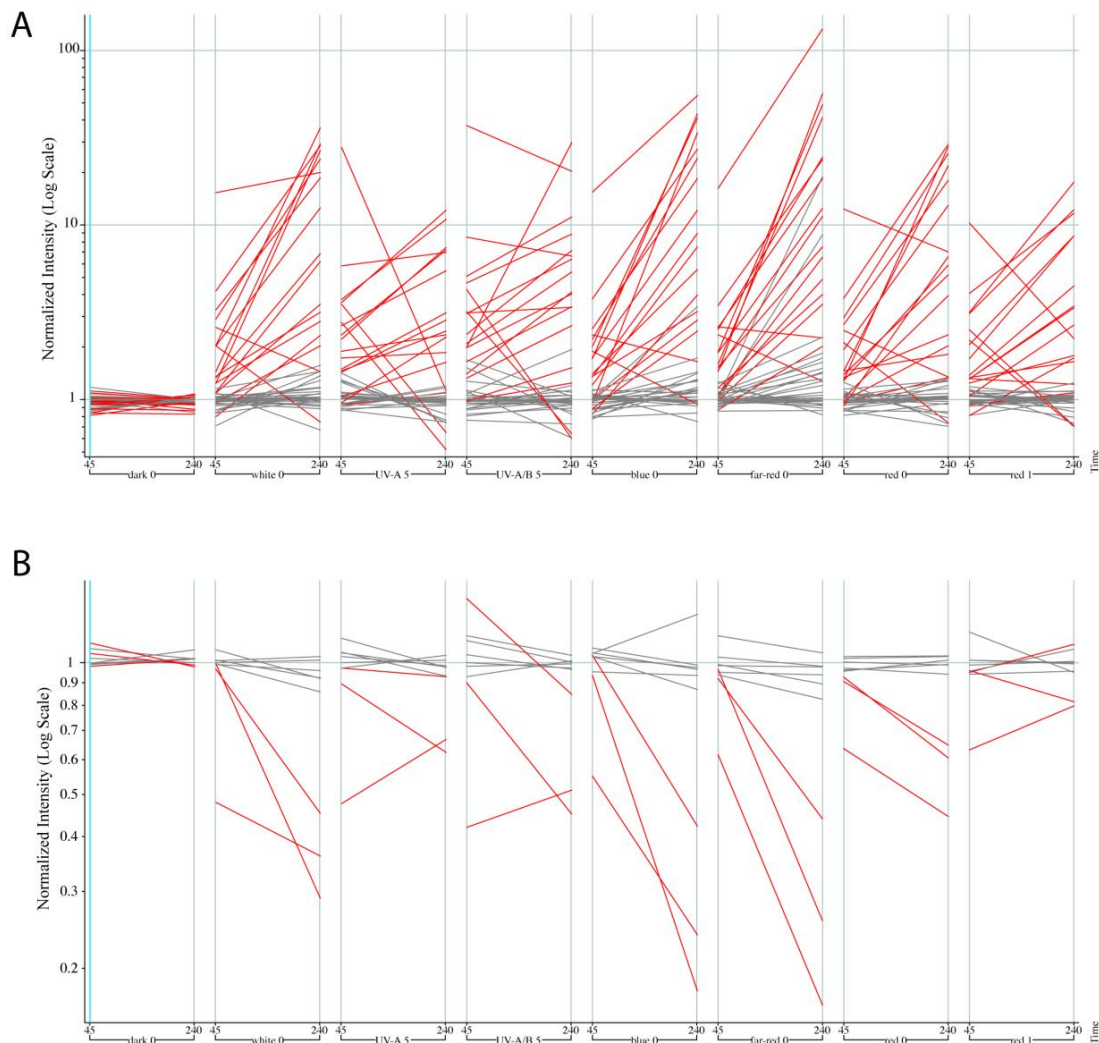 A
Normalized Intensity (Log Scale)
100
10
1
45 240 45 240 45 240 45 240 45 240 45 240 45 240 45 240
dark 0 white 0 UV-A 5 UV-A/B 5 blue 0 far-red 0 red 0 red 1
Time
B
Normalized Intensity (Log Scale)
1
0.9
0.8
0.7
0.6
0.5
0.4
0.3
0.2
45 240 45 240 45 240 45 240 45 240 45 240 45 240 45 240
dark 0 white 0 UV-A 5 UV-A/B 5 blue 0 far-red 0 red 0 red 1
Time